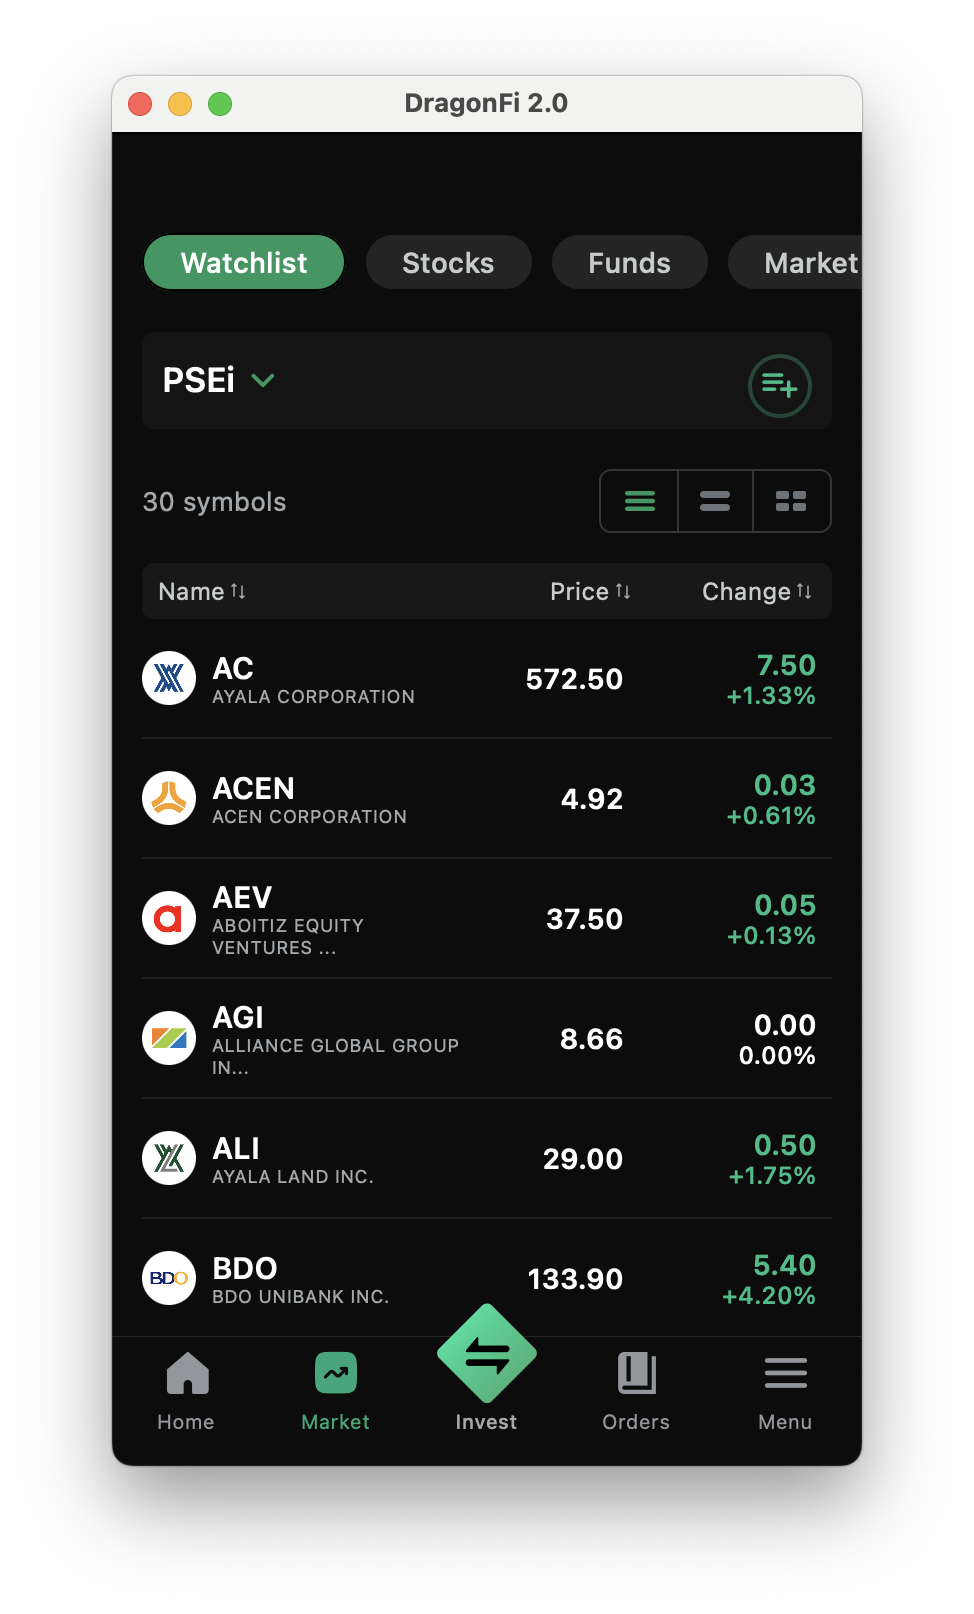 DragonFi 2.0
Watchlist Stocks Funds Market
PSEi
30 symbols
Name Price Change
AC 572.50 7.50
AYALA CORPORATION +1.33%
ACEN 4.92 0.03
ACEN CORPORATION +0.61%
AEV 37.50 0.05
ABOITIZ EQUITY +0.13%
VENTURES ...
AGI 8.66 0.00
ALLIANCE GLOBAL GROUP 0.00%
IN...
ALI 29.00 0.50
AYALA LAND INC. +1.75%
BDO BDO 133.90 5.40
BDO UNIBANK INC. +4.20%
Home Market Invest Orders Menu